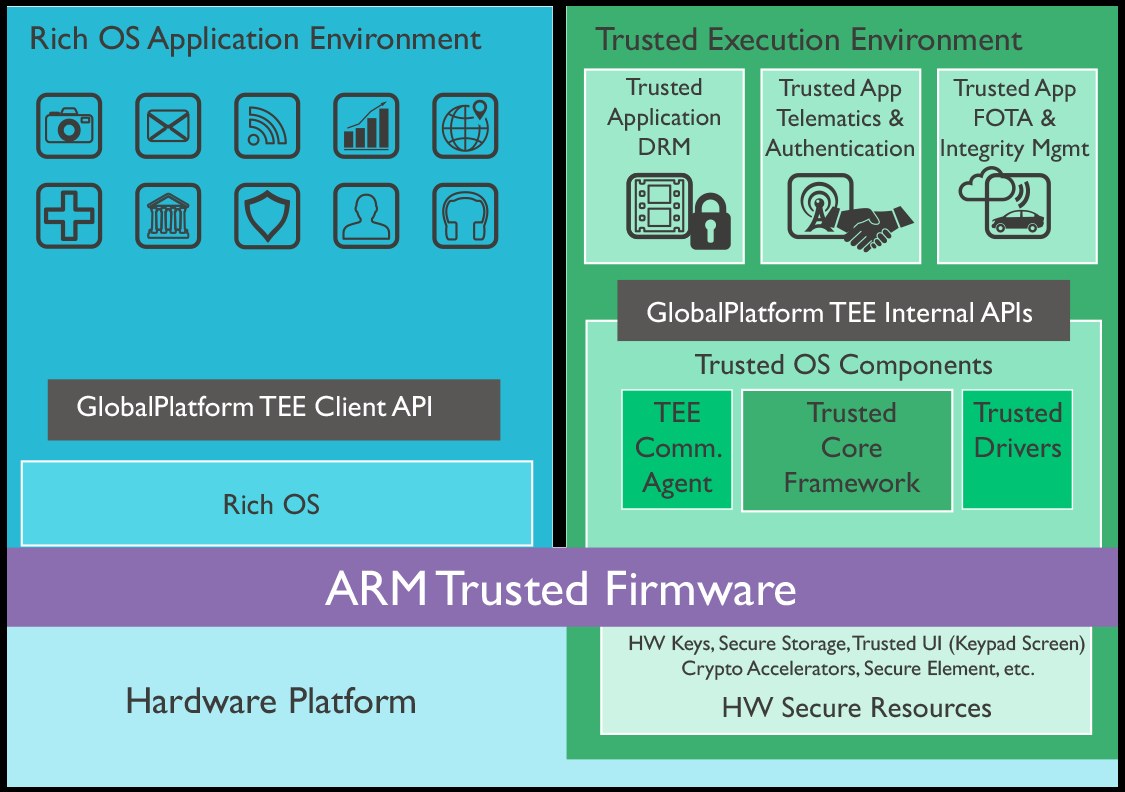 Rich OS Application Environment
GlobalPlatform TEE Client API
Rich OS
Trusted Execution Environment
Trusted
Application
DRM
Trusted App
Telematics &
Authentication
Trusted App
FOTA &
Integrity Mgmt
GlobalPlatform TEE Internal APIs
Trusted OS Components
TEE
Comm.
Agent
Trusted
Core
Framework
Trusted
Drivers
ARM Trusted Firmware
Hardware Platform
HW Keys, Secure Storage, Trusted UI (Keypad Screen)
Crypto Accelerators, Secure Element, etc.
HW Secure Resources